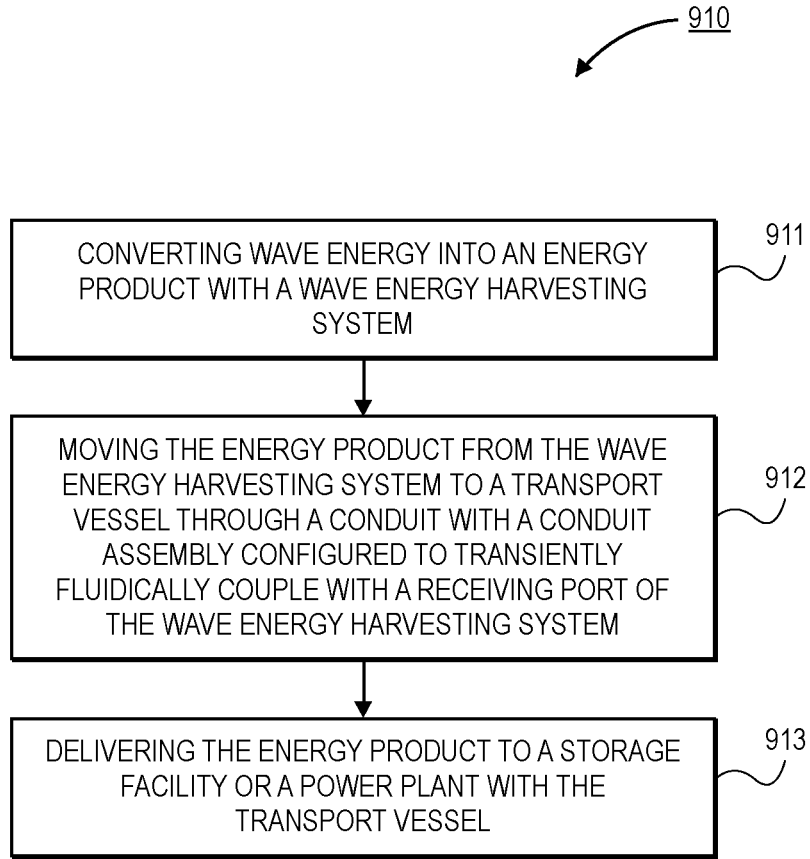 910
CONVERTING WAVE ENERGY INTO AN ENERGY
PRODUCT WITH A WAVE ENERGY HARVESTING
SYSTEM
911
MOVING THE ENERGY PRODUCT FROM THE WAVE
ENERGY HARVESTING SYSTEM TO A TRANSPORT
VESSEL THROUGH A CONDUIT WITH A CONDUIT
ASSEMBLY CONFIGURED TO TRANSIENTLY
FLUIDICALLY COUPLE WITH A RECEIVING PORT OF
THE WAVE ENERGY HARVESTING SYSTEM
912
DELIVERING THE ENERGY PRODUCT TO A STORAGE
FACILITY OR A POWER PLANT WITH THE
TRANSPORT VESSEL
913